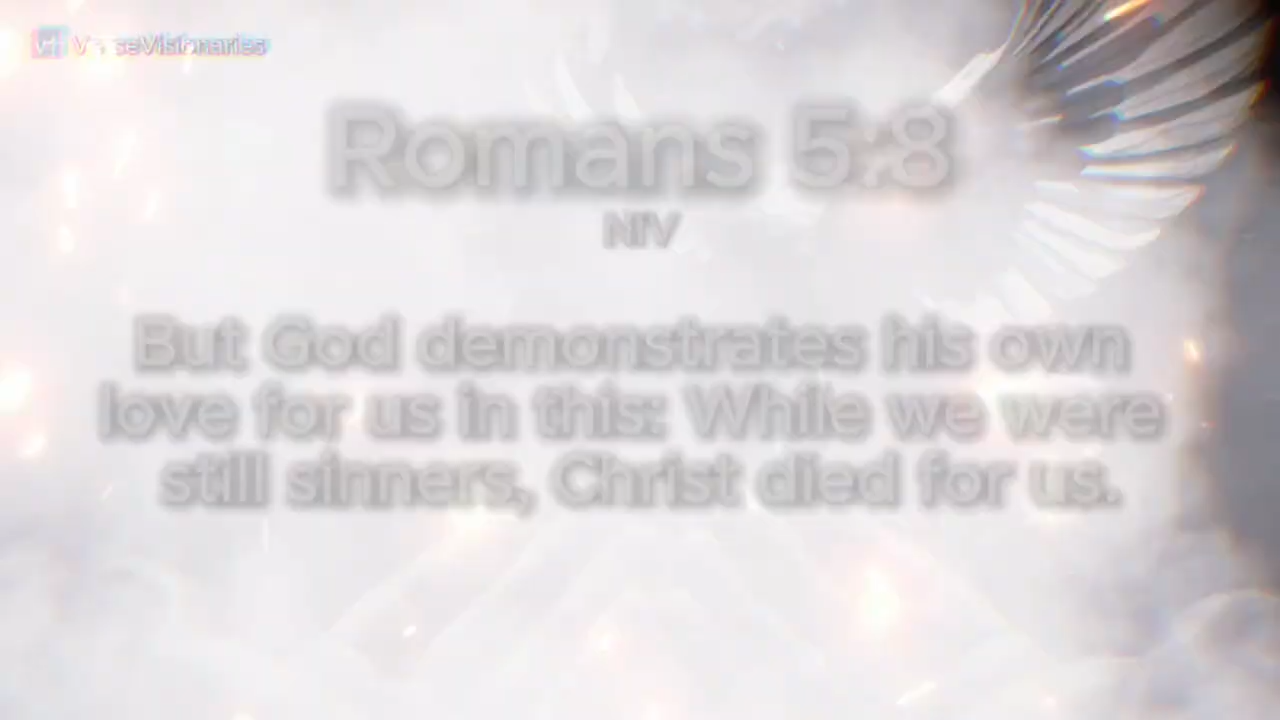 VerseVisionaries
Romans 5:8
NIV
But God demonstrates his own
love for us in this: While we were
still sinners, Christ died for us.